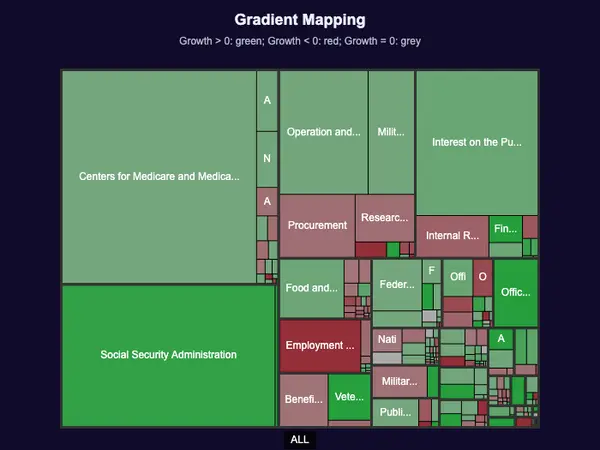 Gradient Mapping
Growth > 0: green; Growth < 0: red; Growth = 0: grey
A
Operation and...
Milit...
Interest on the Pu...
N
Centers for Medicare and Medica...
A
Procurement
Researc...
Internal R...
Fin...
Food and...
Feder...
F
Offi
O
Offic...
Social Security Administration
Employment ...
Nati
A
Militar...
Benefi...
Vete...
Publi...
ALL